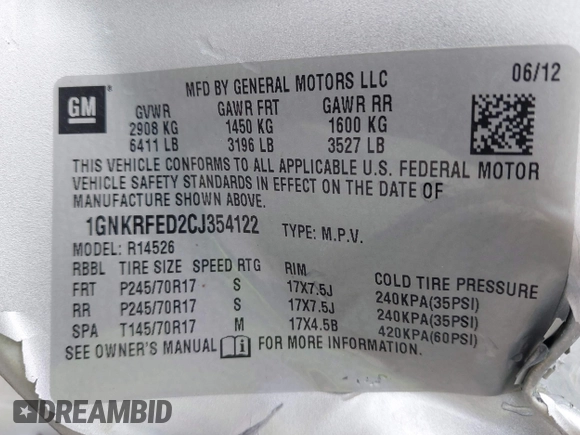 MFD BY GENERAL MOTORS LLC 06/12
GM
GVWR GAWR FRT GAWR RR
2908 KG 1450 KG 1600 KG
6411 LB 3196 LB 3527 LB
THIS VEHICLE CONFORMS TO ALL APPLICABLE U.S. FEDERAL MOTOR
VEHICLE SAFETY STANDARDS IN EFFECT ON THE DATE OF
MANUFACTURE SHOWN ABOVE.
1GNKRFED2CJ354122 TYPE: M.P.V.
MODEL: R14526
RBBL TIRE SIZE SPEED RTG RIM COLD TIRE PRESSURE
FRT P245/70R17 S 17X7.5J 240KPA(35PSI)
RR P245/70R17 S 17X7.5J 240KPA(35PSI)
SPA T145/70R17 M 17X4.5B 420KPA(60PSI)
SEE OWNER'S MANUAL FOR MORE INFORMATION.
DREAMBID